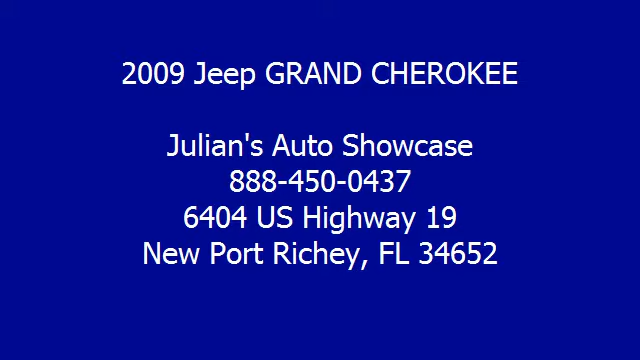 2009 Jeep GRAND CHEROKEE
Julian's Auto Showcase
888-450-0437
6404 US Highway 19
New Port Richey, FL 34652